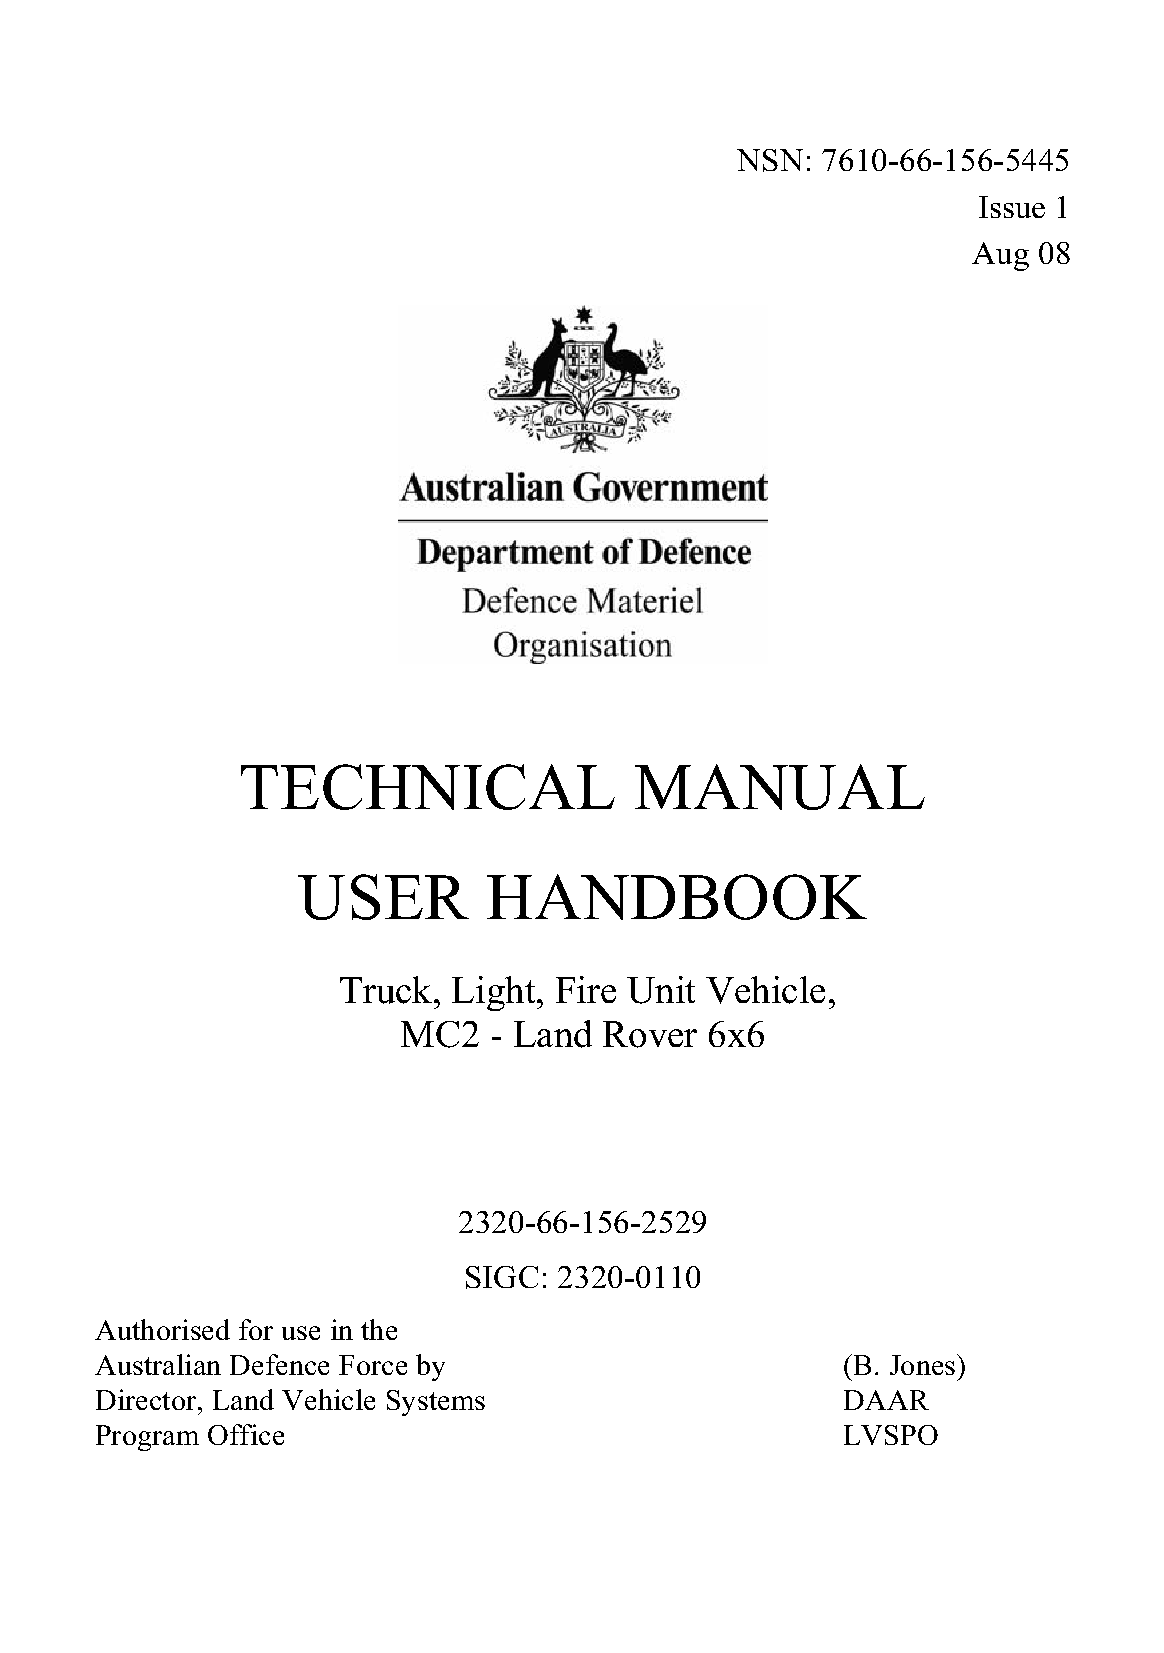 NSN: 7610-66-156-5445
Issue 1
Aug 08
AUSTRALIA
Australian Government
Department of Defence
Defence Materiel
Organisation
TECHNICAL MANUAL
USER HANDBOOK
Truck, Light, Fire Unit Vehicle,
MC2 - Land Rover 6x6
2320-66-156-2529
SIGC: 2320-0110
Authorised for use in the
Australian Defence Force by
Director, Land Vehicle Systems
Program Office
(B. Jones)
DAAR
LVSPO